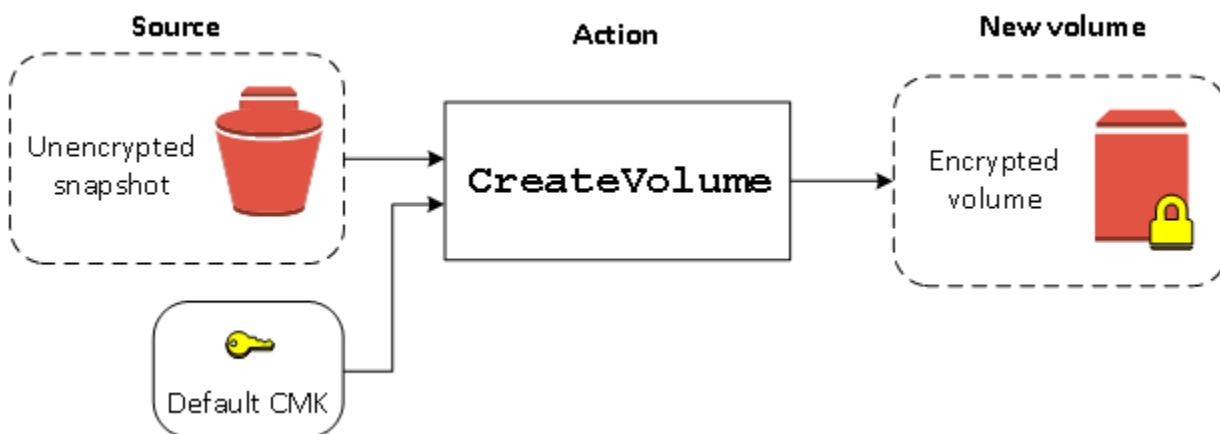 Source
Action
New volume
Unencrypted
snapshot
CreateVolume
Encrypted
volume
Default CMK